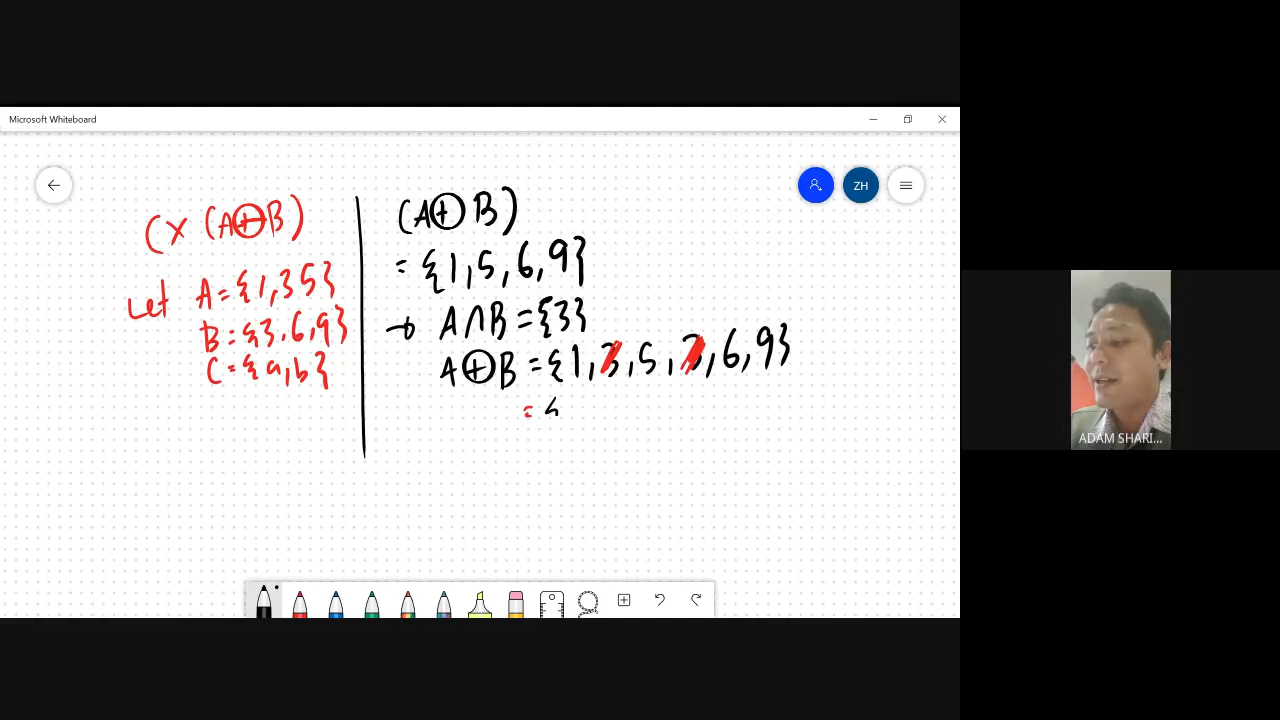 Microsoft Whiteboard
ZH
C × (A ⊕ B)
Let A = {1, 3 5}
B = {3, 6, 9}
C = {a, b}
(A ⊕ B)
= {1, 5, 6, 9}
→ A ∩ B = {3}
A ⊕ B = {1, 3, 5, 3, 6, 9}
= {
ADAM SHARI...